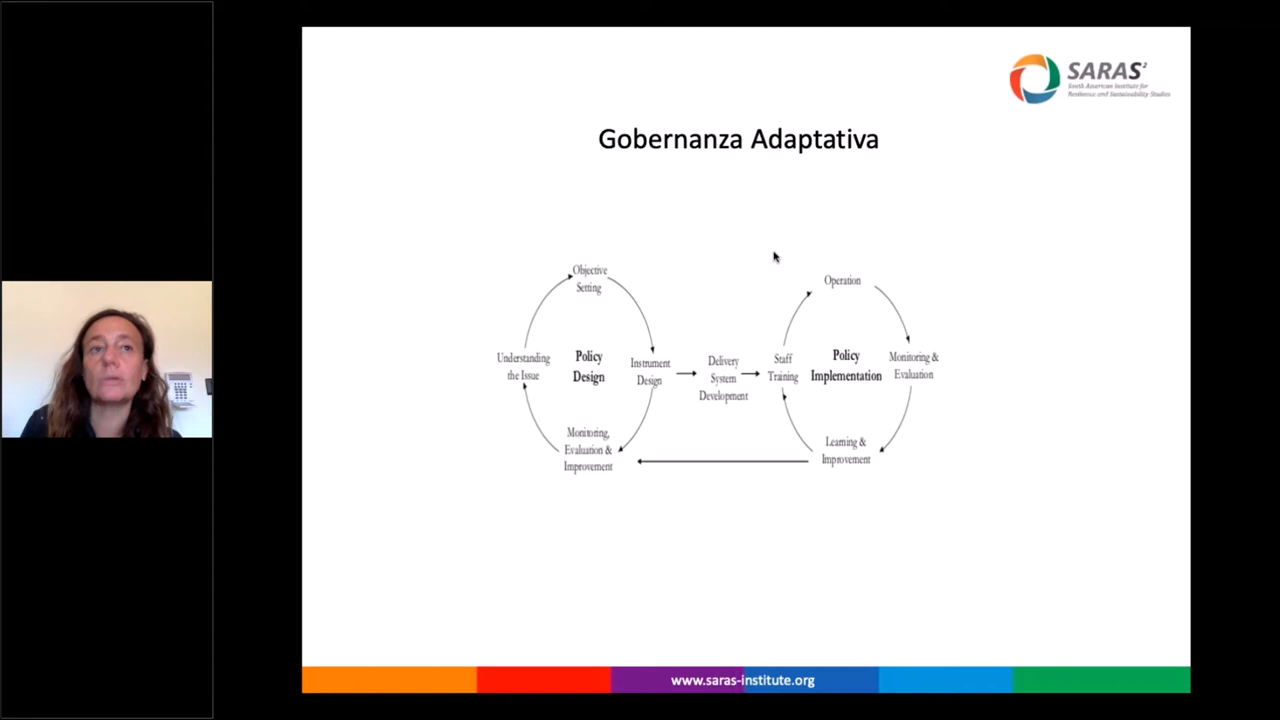 SARAS²
South American Institute for
Resilience and Sustainability Studies
Gobernanza Adaptativa
Objective
Setting
Understanding
the Issue
Policy
Design
Instrument
Design
Monitoring,
Evaluation &
Improvement
Delivery
System
Development
Operation
Staff
Training
Policy
Implementation
Monitoring &
Evaluation
Learning &
Improvement
www.saras-institute.org